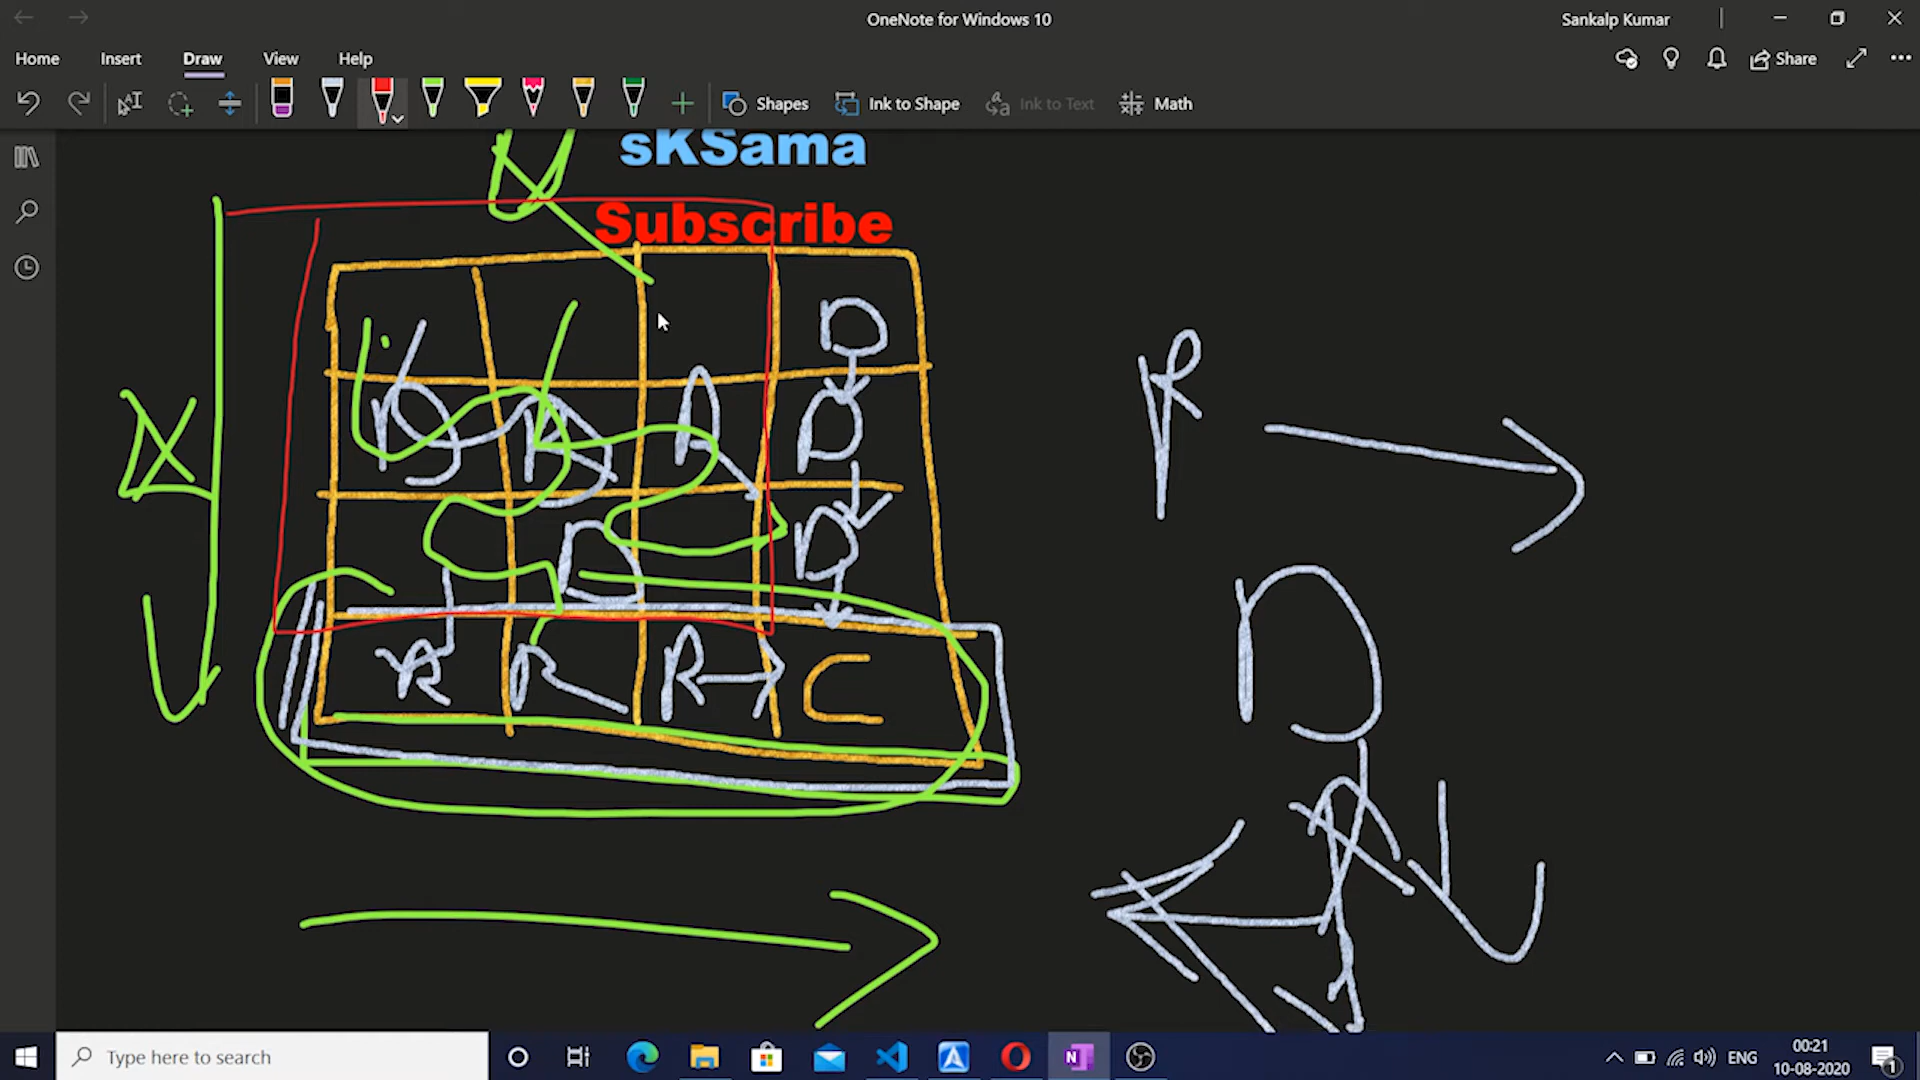 OneNote for Windows 10
Sankalp Kumar
Home Insert Draw View Help
Share
Shapes Ink to Shape Ink to Text Math
sKSama
Subscribe
D
D
D
D
R R R C
R
D
Type here to search
ENG
00:21
10-08-2020
1